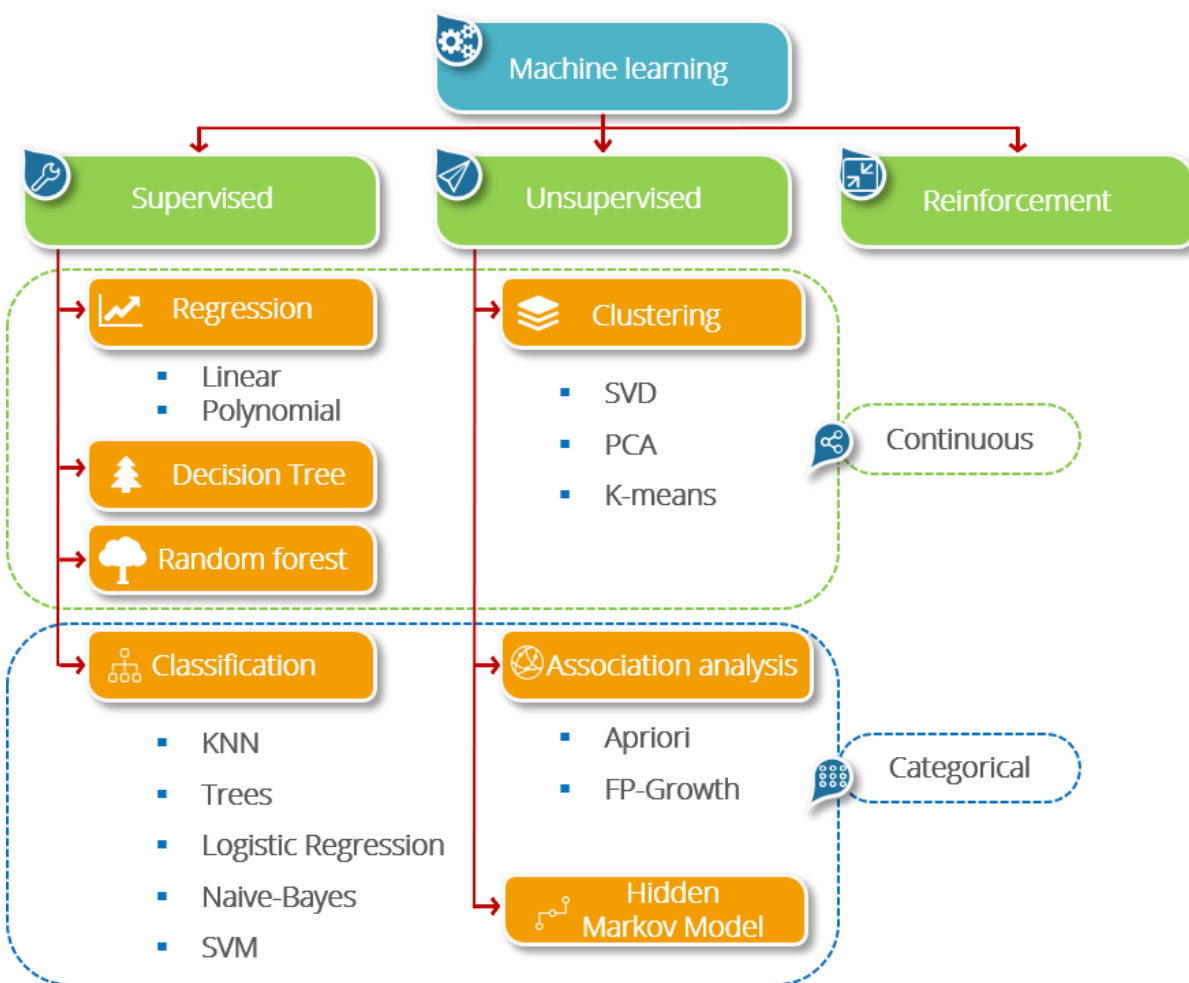 Machine learning
Supervised
Unsupervised
Reinforcement
Regression
Linear
Polynomial
Decision Tree
Random forest
Clustering
SVD
PCA
K-means
Continuous
Classification
KNN
Trees
Logistic Regression
Naive-Bayes
SVM
Association analysis
Apriori
FP-Growth
Hidden
Markov Model
Categorical